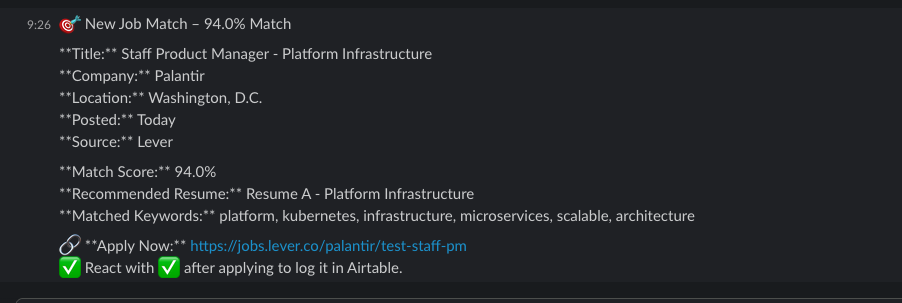 9:26 🎯 New Job Match – 94.0% Match
**Title:** Staff Product Manager - Platform Infrastructure
**Company:** Palantir
**Location:** Washington, D.C.
**Posted:** Today
**Source:** Lever
**Match Score:** 94.0%
**Recommended Resume:** Resume A - Platform Infrastructure
**Matched Keywords:** platform, kubernetes, infrastructure, microservices, scalable, architecture
🔗 **Apply Now:** https://jobs.lever.co/palantir/test-staff-pm
✅ React with ✅ after applying to log it in Airtable.